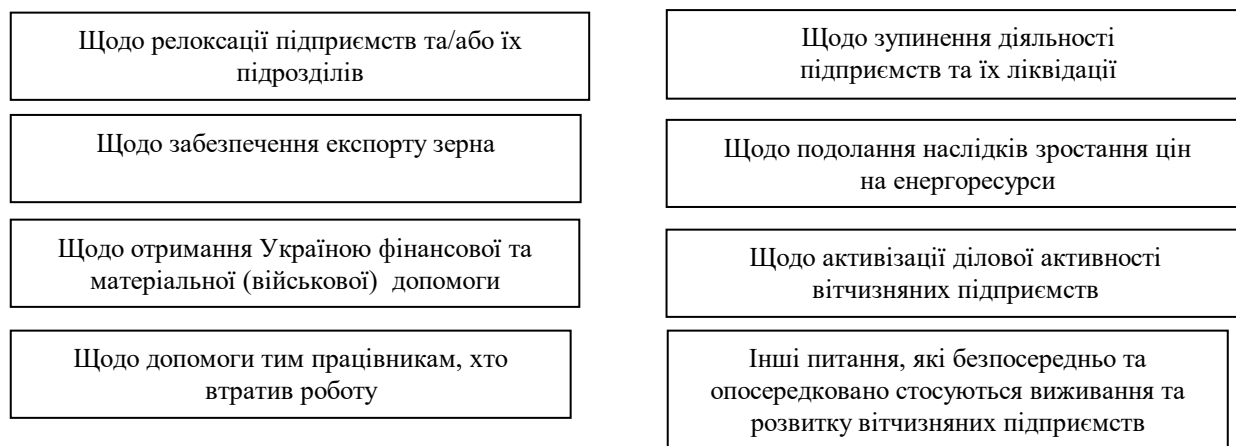 Щодо релоксації підприємств та/або їх
підрозділів
Щодо зупинення діяльності
підприємств та їх ліквідації
Щодо забезпечення експорту зерна
Щодо подолання наслідків зростання цін
на енергоресурси
Щодо отримання Україною фінансової та
матеріальної (військової) допомоги
Щодо активізації ділової активності
вітчизняних підприємств
Щодо допомоги тим працівникам, хто
втратив роботу
Інші питання, які безпосередньо та
опосередковано стосуються виживання та
розвитку вітчизняних підприємств